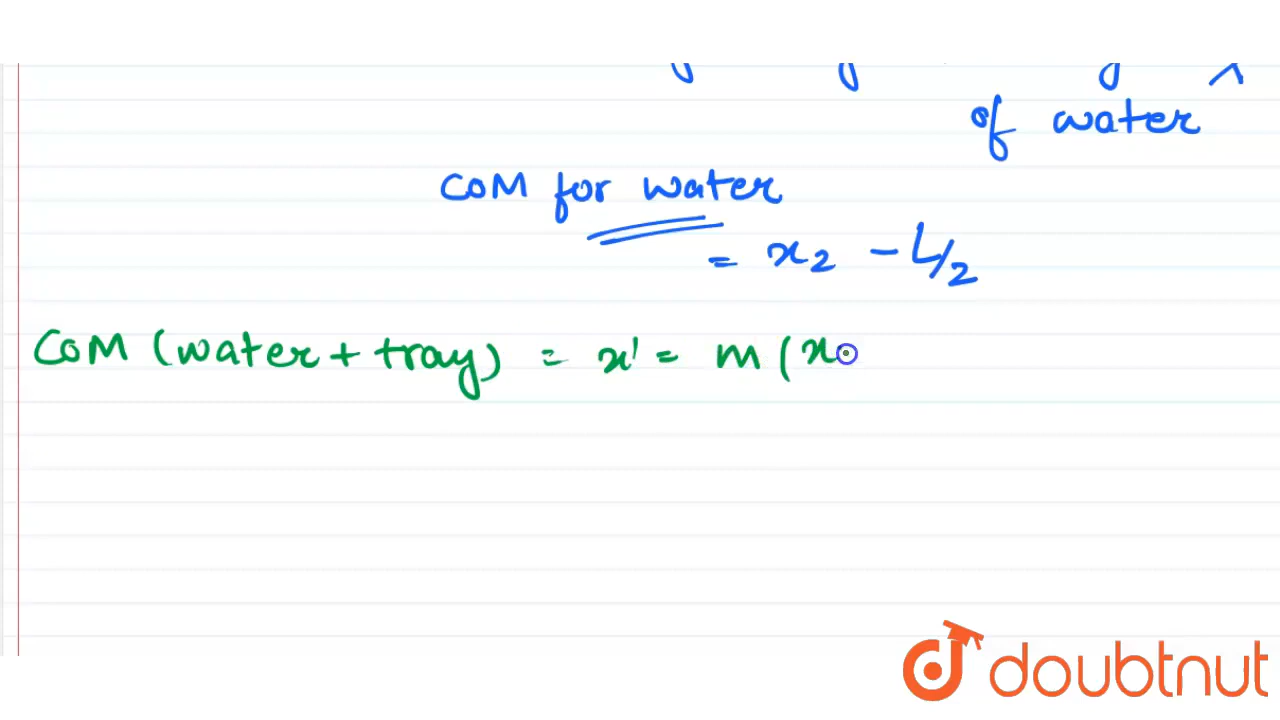 of water
COM for water
= x₂ - L/2
COM (water + tray) = x' = m (x
doubtnut